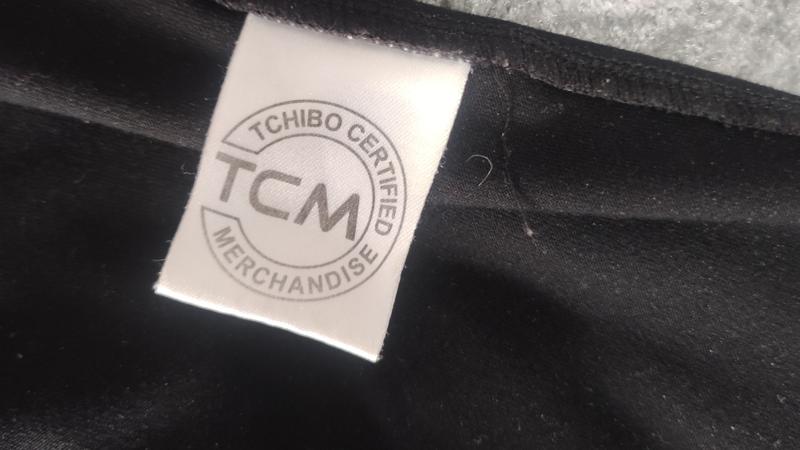 TCHIBO CERTIFIED
TCM
MERCHANDISE